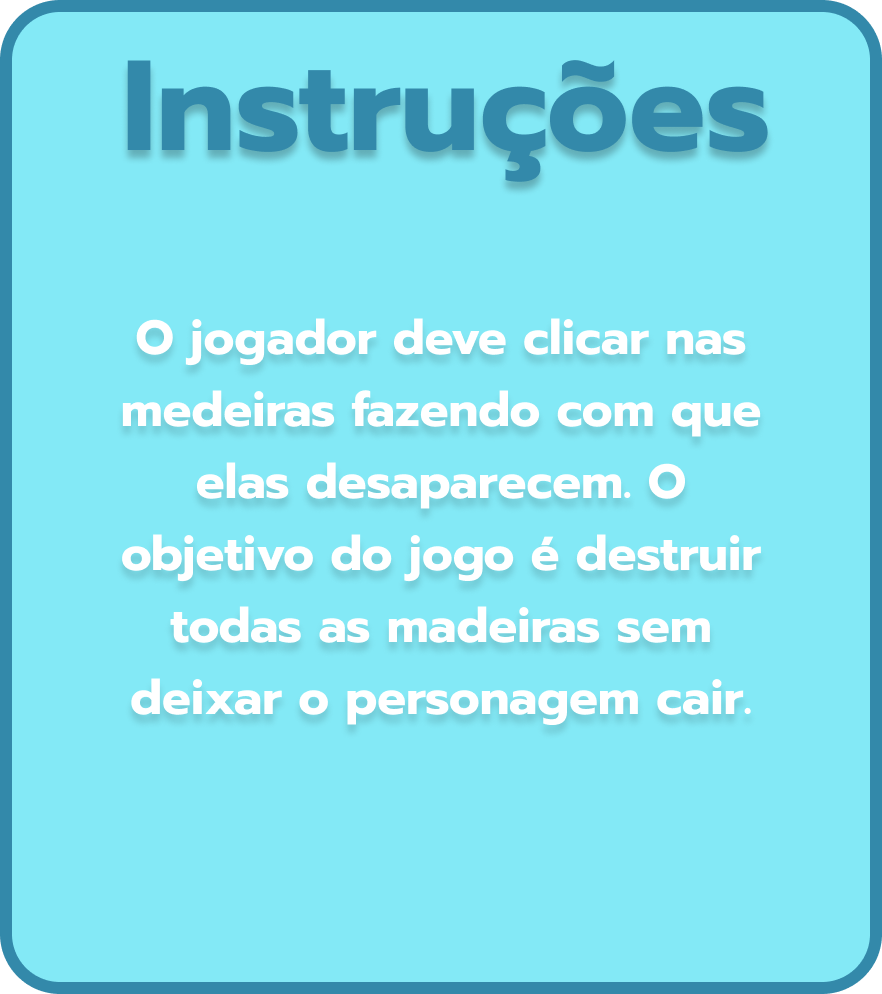 Instruções
O jogador deve clicar nas
medeiras fazendo com que
elas desaparecem. O
objetivo do jogo é destruir
todas as madeiras sem
deixar o personagem cair.